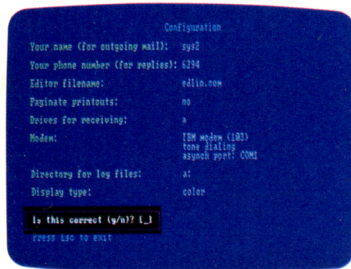 Configuration
Your name (for outgoing mail): sys2
Your phone number (for replies): 6294
Editor filename: edlin.com
Paginate printouts: no
Drives for receiving: a
Modem: IBM modem (103)
tone dialing
asynch port: COM1
Directory for log files: a:
Display type: color
Is this correct (y/n)? [_]
Press Esc to exit